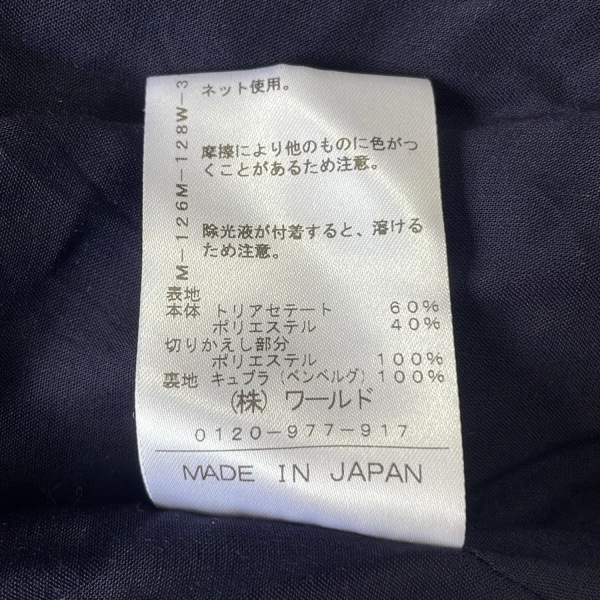 M-126M-128W-3
ネット使用。
摩擦により他のものに色がつ
くことがあるため注意。
除光液が付着すると、溶ける
ため注意。
表地
本体 トリアセテート 60%
ポリエステル 40%
切りかえし部分
ポリエステル 100%
裏地 キュプラ(ベンベルグ)100%
(株)ワールド
0120-977-917
MADE IN JAPAN